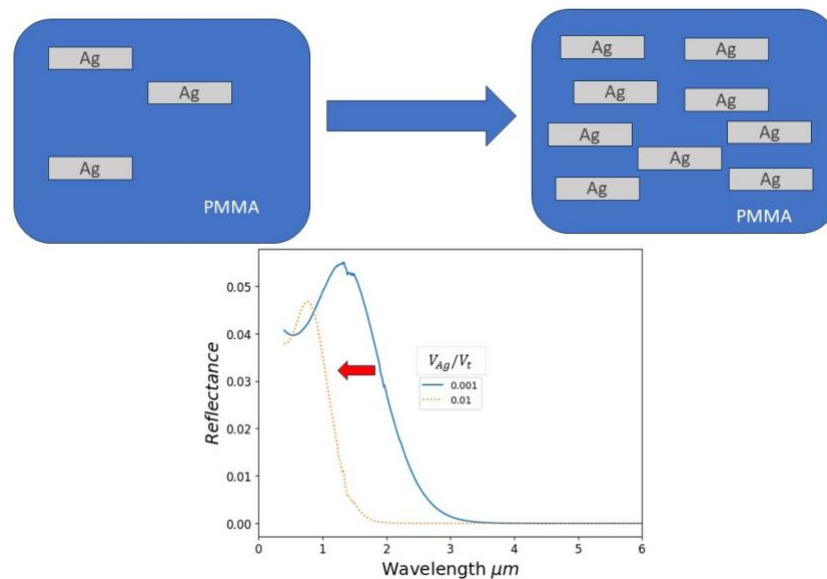 Ag
Ag
Ag
PMMA
Ag
Ag
Ag
Ag
Ag
Ag
Ag
Ag
Ag
PMMA
0.05
0.04
0.03
0.02
0.01
0.00
Reflectance
V_Ag/V_t
0.001
0.01
0 1 2 3 4 5 6
Wavelength μm